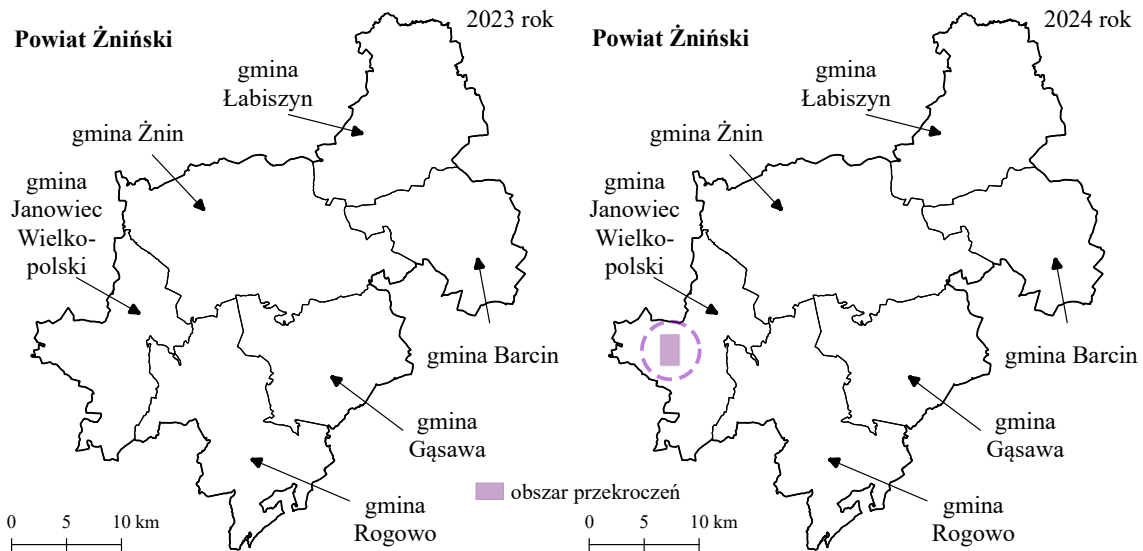 Powiat Żniński
2023 rok
gmina
Łabiszyn
gmina Żnin
gmina
Janowiec
Wielko-
polski
gmina Barcin
gmina
Gąsawa
gmina
Rogowo
0 5 10 km
obszar przekroczeń
Powiat Żniński
2024 rok
gmina
Łabiszyn
gmina Żnin
gmina
Janowiec
Wielko-
polski
gmina Barcin
gmina
Gąsawa
gmina
Rogowo
0 5 10 km